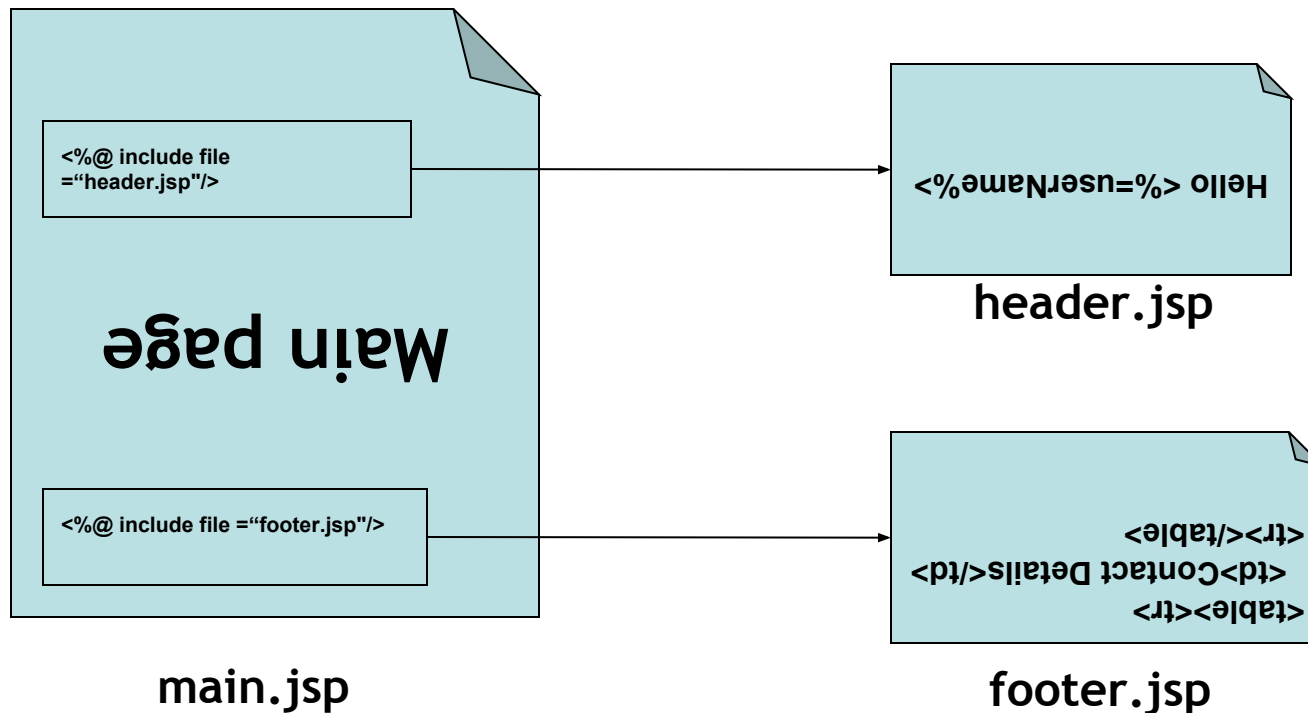 <%@ include file
=“header.jsp"/>
Main page
<%@ include file =“footer.jsp"/>
main.jsp
Hello <%=userName%>
header.jsp
<table><tr>
<td>Contact Details</td>
<tr></table>
footer.jsp